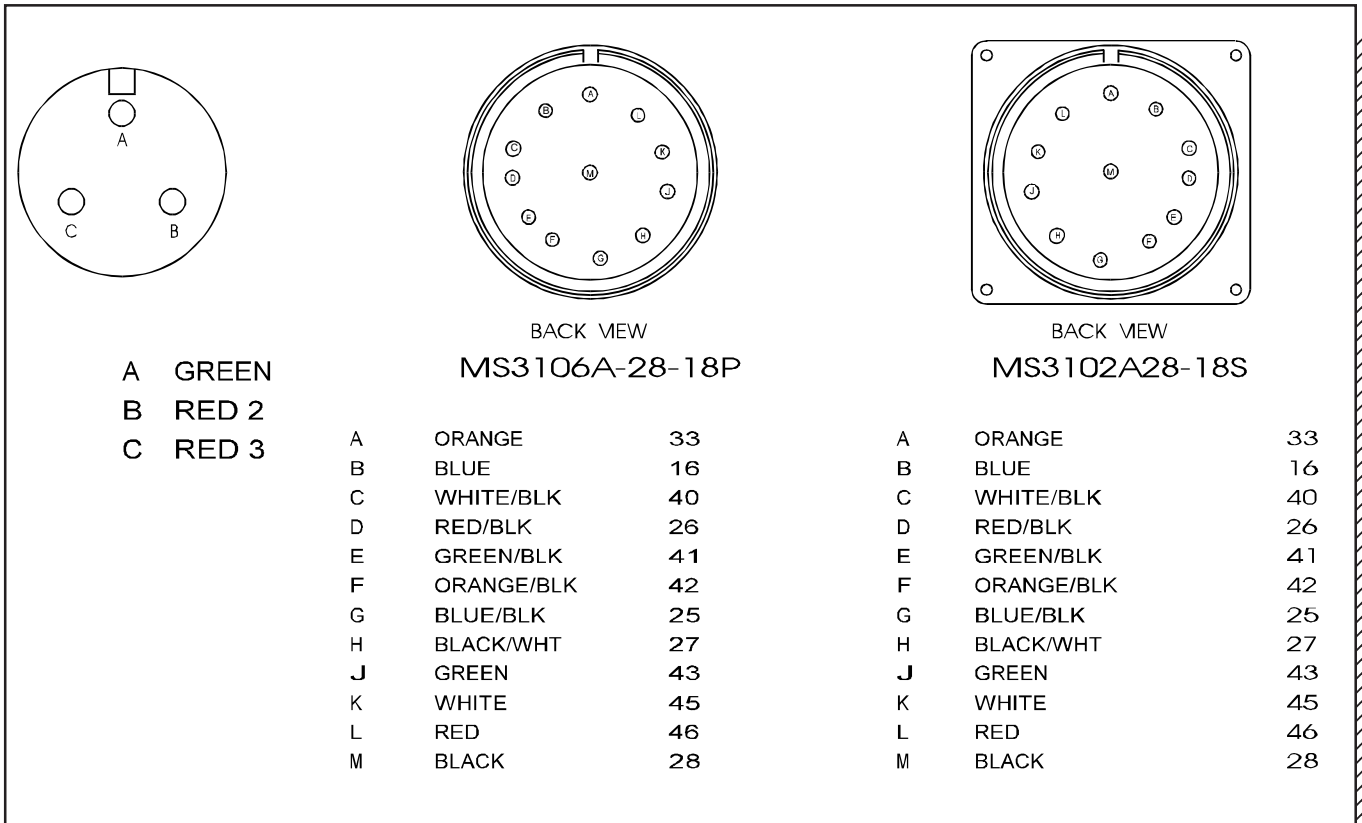 A
C B
A GREEN
B RED 2
C RED 3
A
B L
C K
M
D J
E
F H
G
BACK VIEW
MS3106A-28-18P
A ORANGE 33
B BLUE 16
C WHITE/BLK 40
D RED/BLK 26
E GREEN/BLK 41
F ORANGE/BLK 42
G BLUE/BLK 25
H BLACK/WHT 27
J GREEN 43
K WHITE 45
L RED 46
M BLACK 28
A
L B
K C
M
J D
E
H F
G
BACK VIEW
MS3102A28-18S
A ORANGE 33
B BLUE 16
C WHITE/BLK 40
D RED/BLK 26
E GREEN/BLK 41
F ORANGE/BLK 42
G BLUE/BLK 25
H BLACK/WHT 27
J GREEN 43
K WHITE 45
L RED 46
M BLACK 28